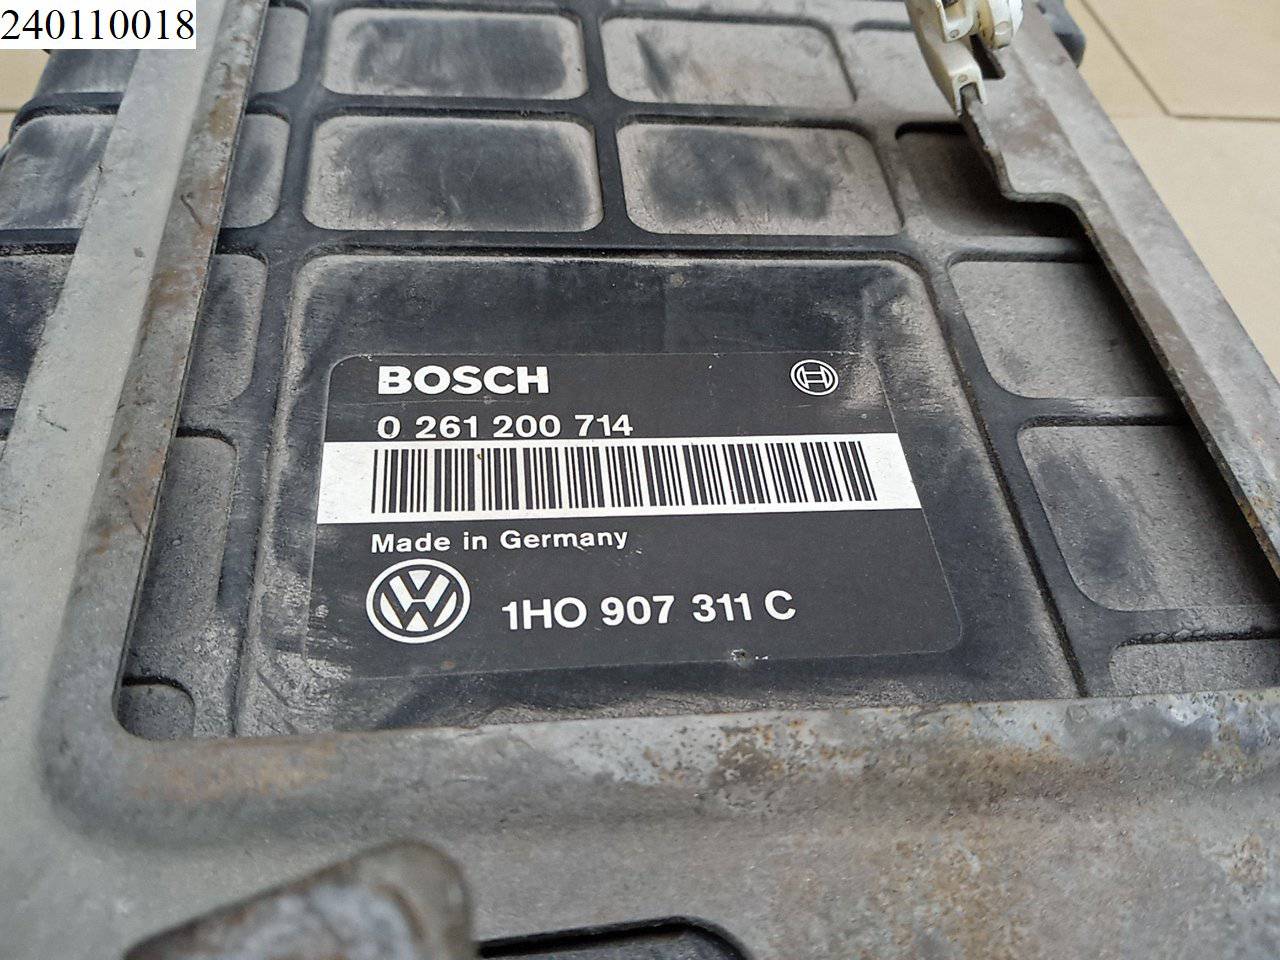 240110018
BOSCH
0 261 200 714
Made in Germany
1HO 907 311 C